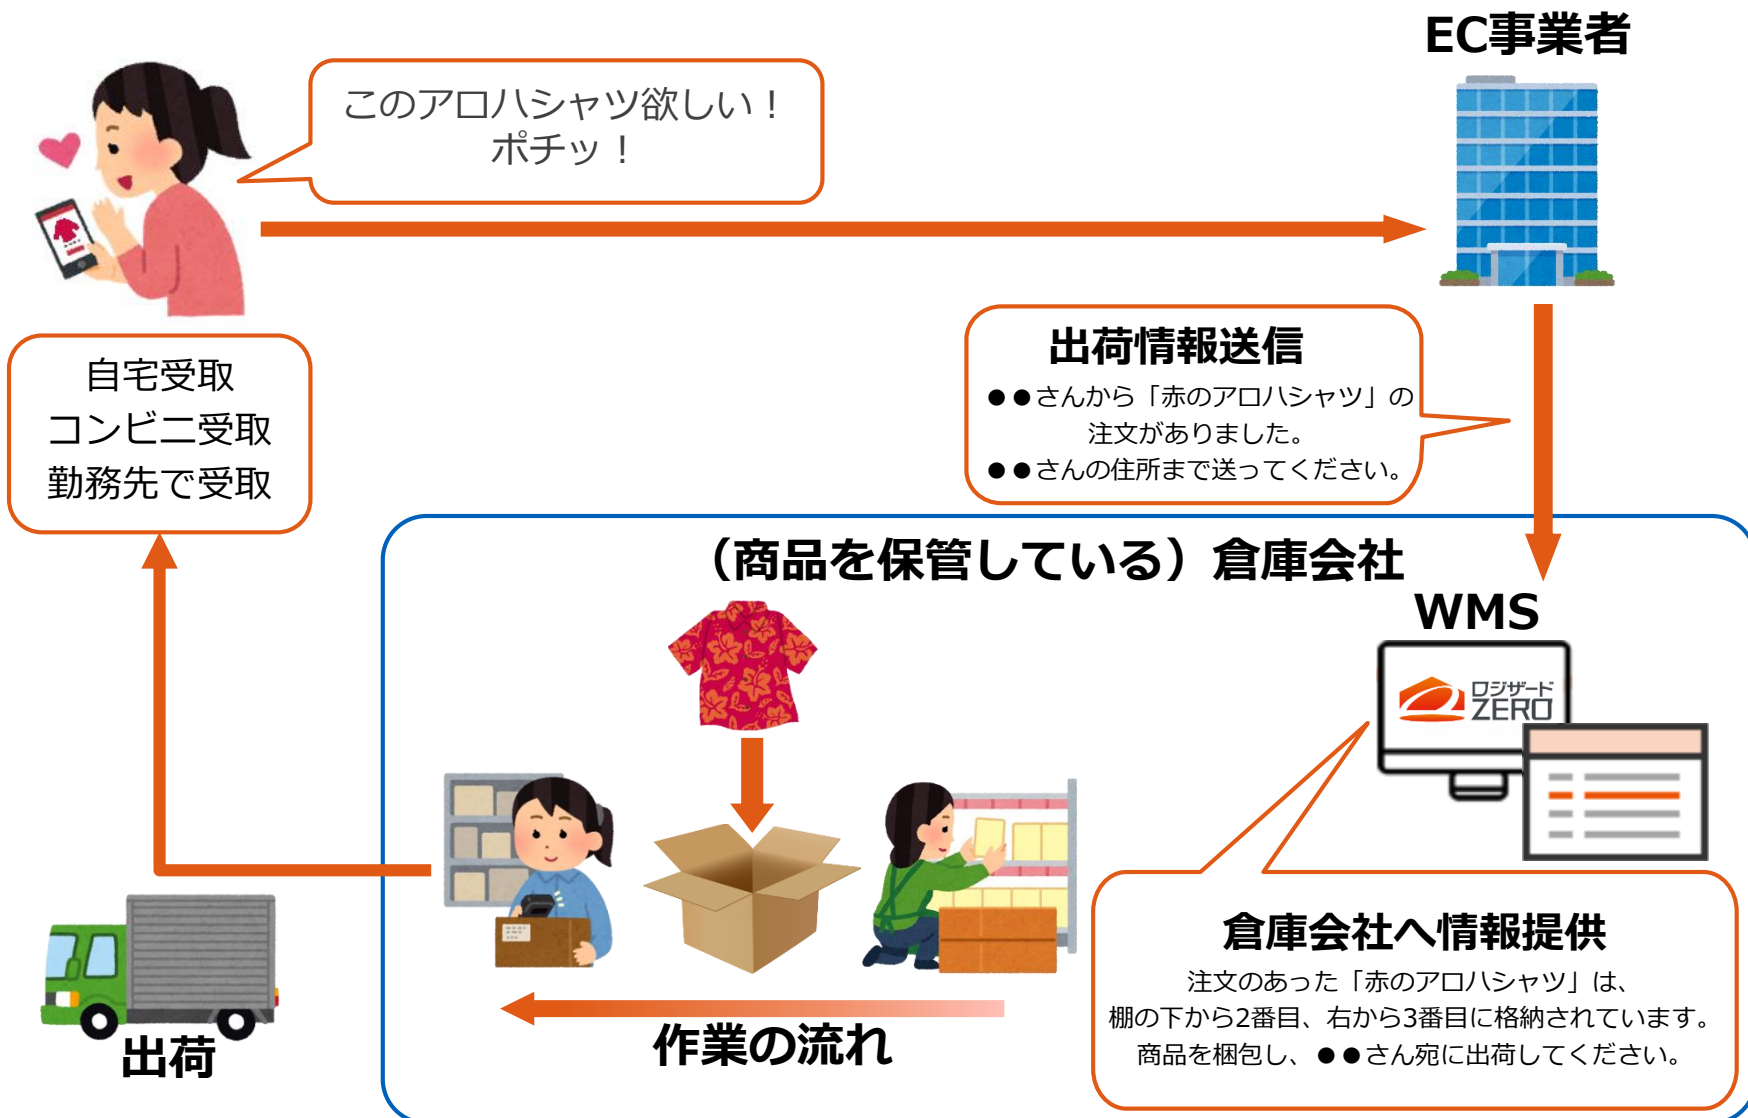 EC事業者
このアロハシャツ欲しい！
ポチッ！
出荷情報送信
●●さんから「赤のアロハシャツ」の
注文がありました。
●●さんの住所まで送ってください。
自宅受取
コンビニ受取
勤務先で受取
（商品を保管している）倉庫会社
WMS
ロジザード
ZERO
倉庫会社へ情報提供
注文のあった「赤のアロハシャツ」は、
棚の下から2番目、右から3番目に格納されています。
商品を梱包し、●●さん宛に出荷してください。
作業の流れ
出荷